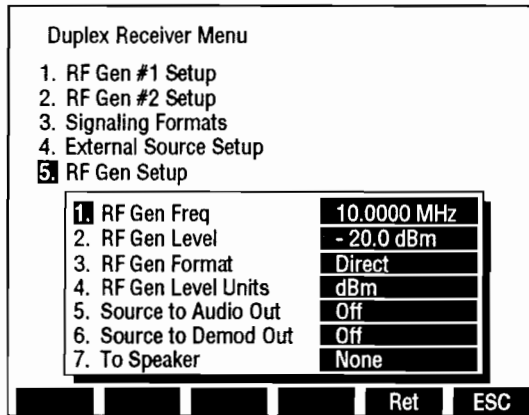 Duplex Receiver Menu
1. RF Gen #1 Setup
2. RF Gen #2 Setup
3. Signaling Formats
4. External Source Setup
5. RF Gen Setup
1. RF Gen Freq 10.0000 MHz
2. RF Gen Level - 20.0 dBm
3. RF Gen Format Direct
4. RF Gen Level Units dBm
5. Source to Audio Out Off
6. Source to Demod Out Off
7. To Speaker None
Ret ESC